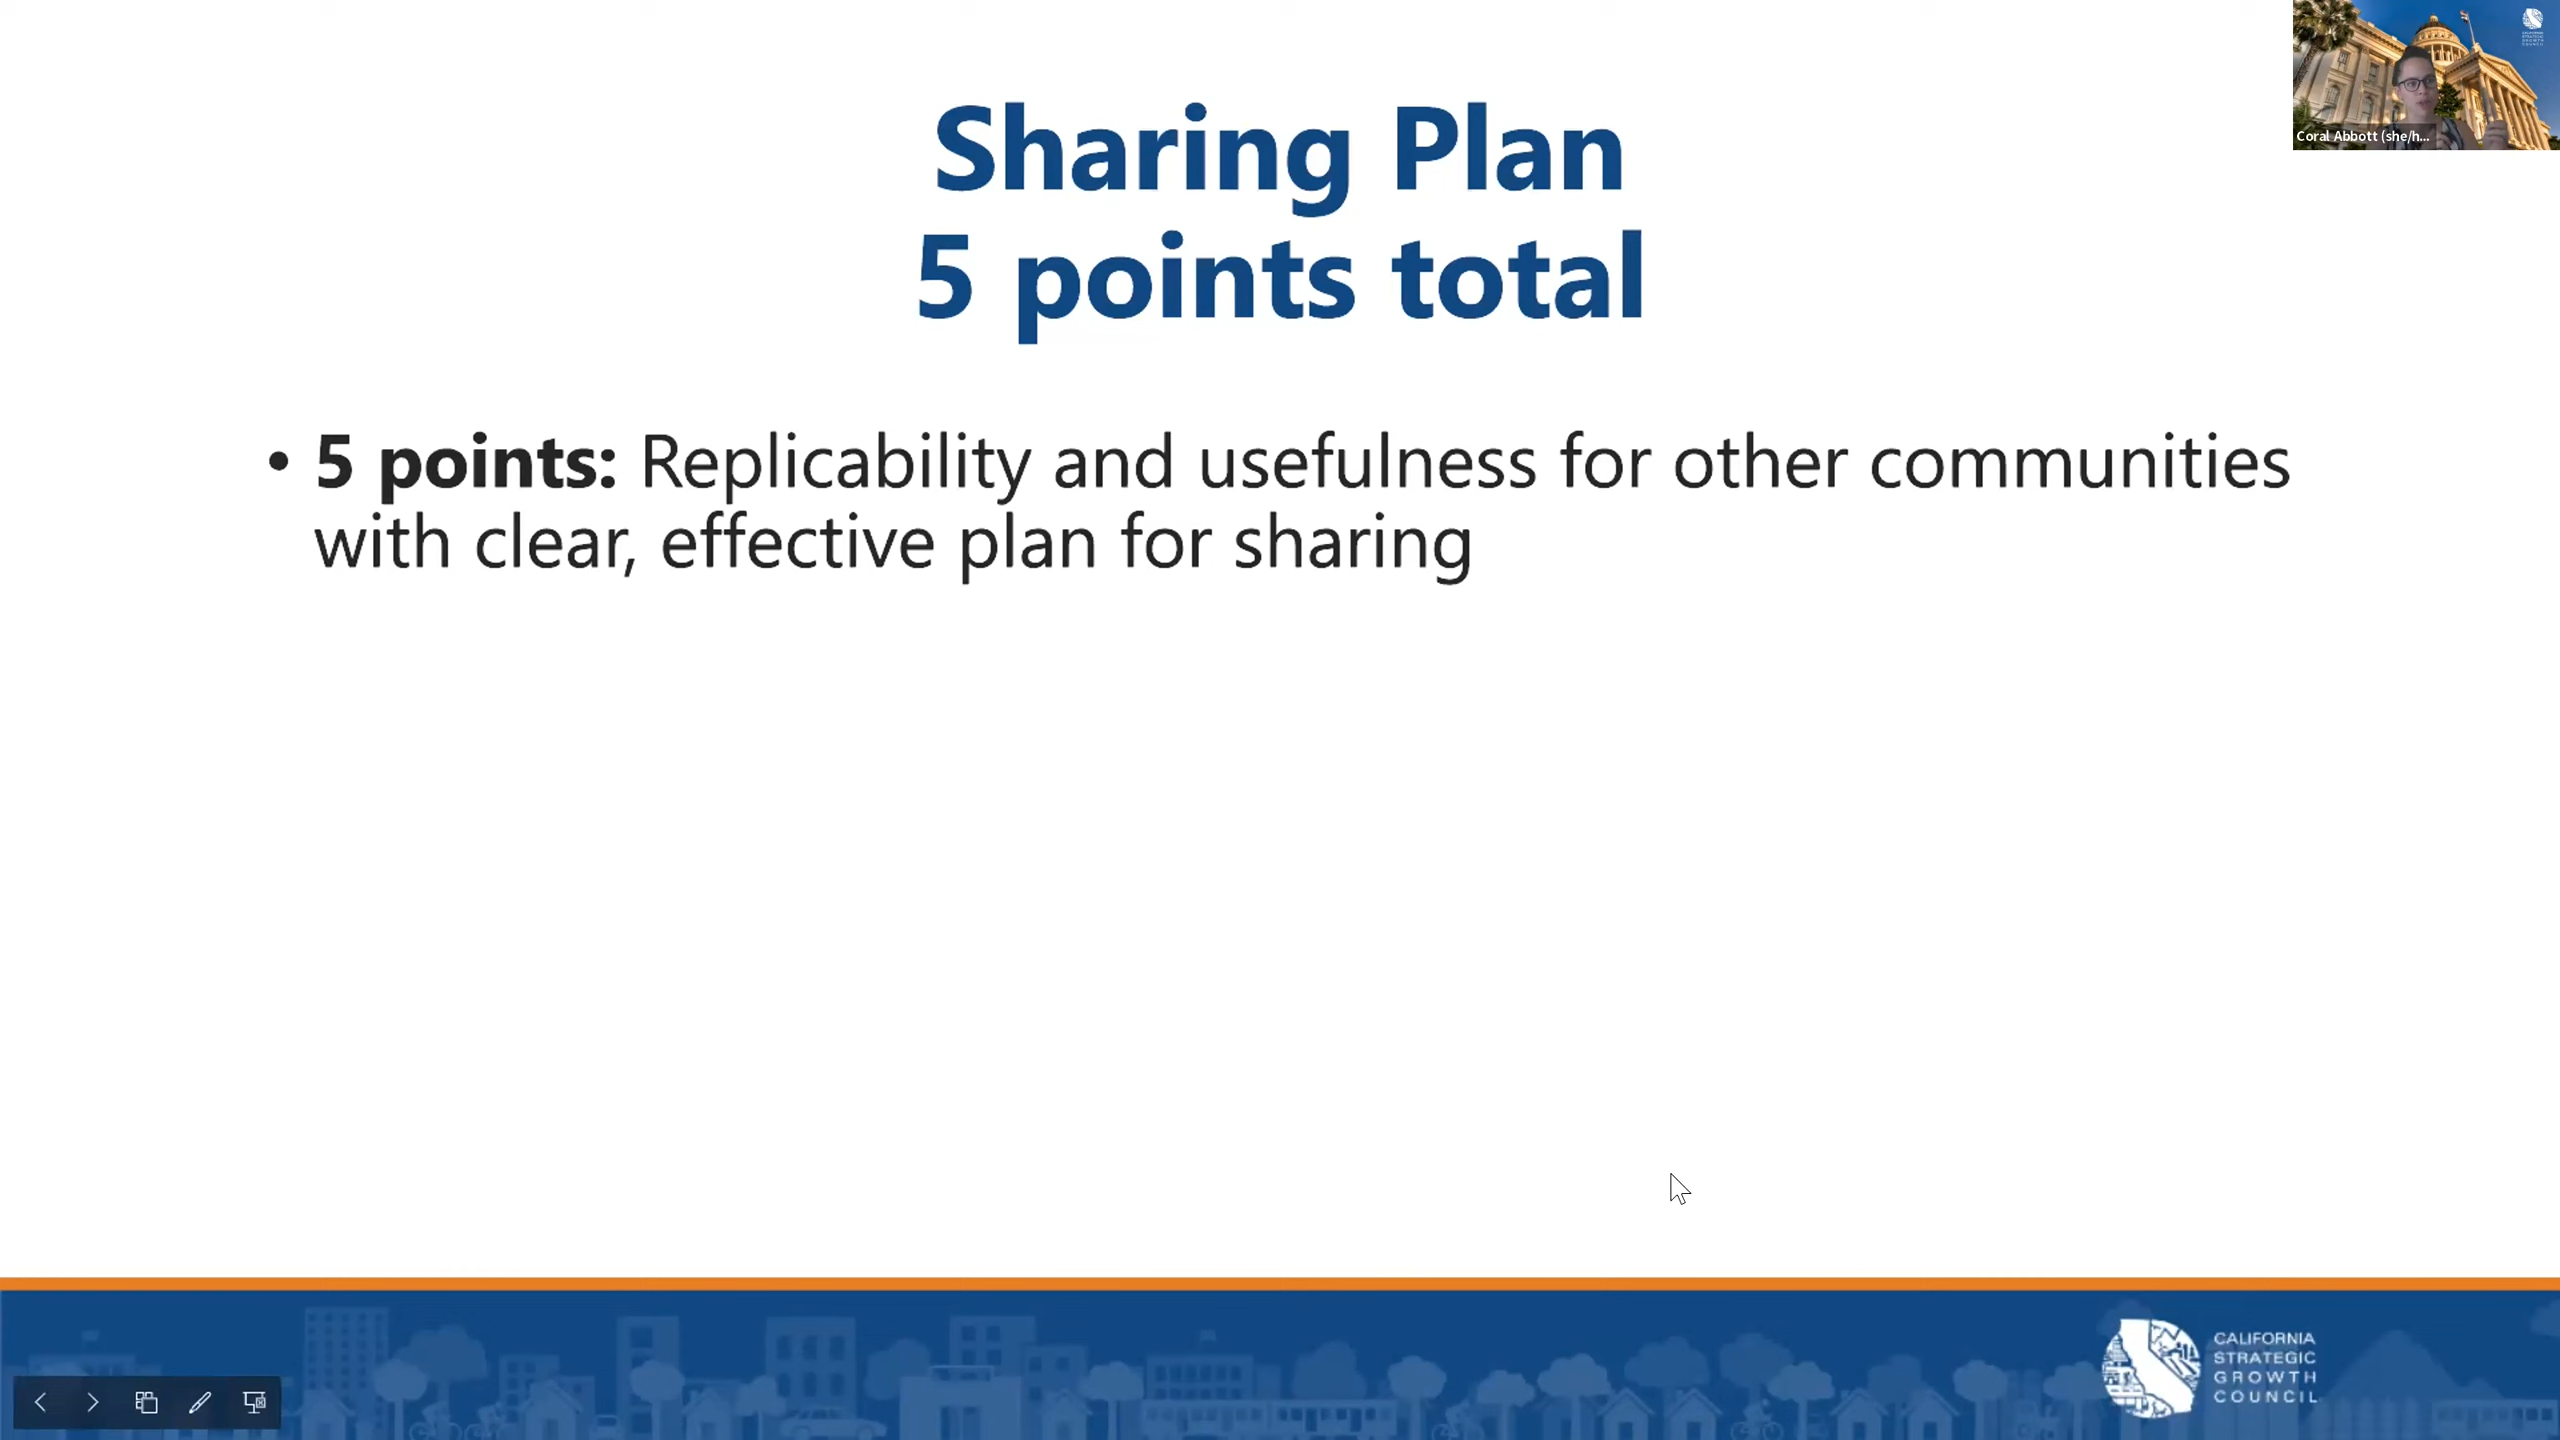 Sharing Plan
5 points total
• 5 points: Replicability and usefulness for other communities
with clear, effective plan for sharing
Coral Abbott (she/h...
CALIFORNIA
STRATEGIC
GROWTH
COUNCIL